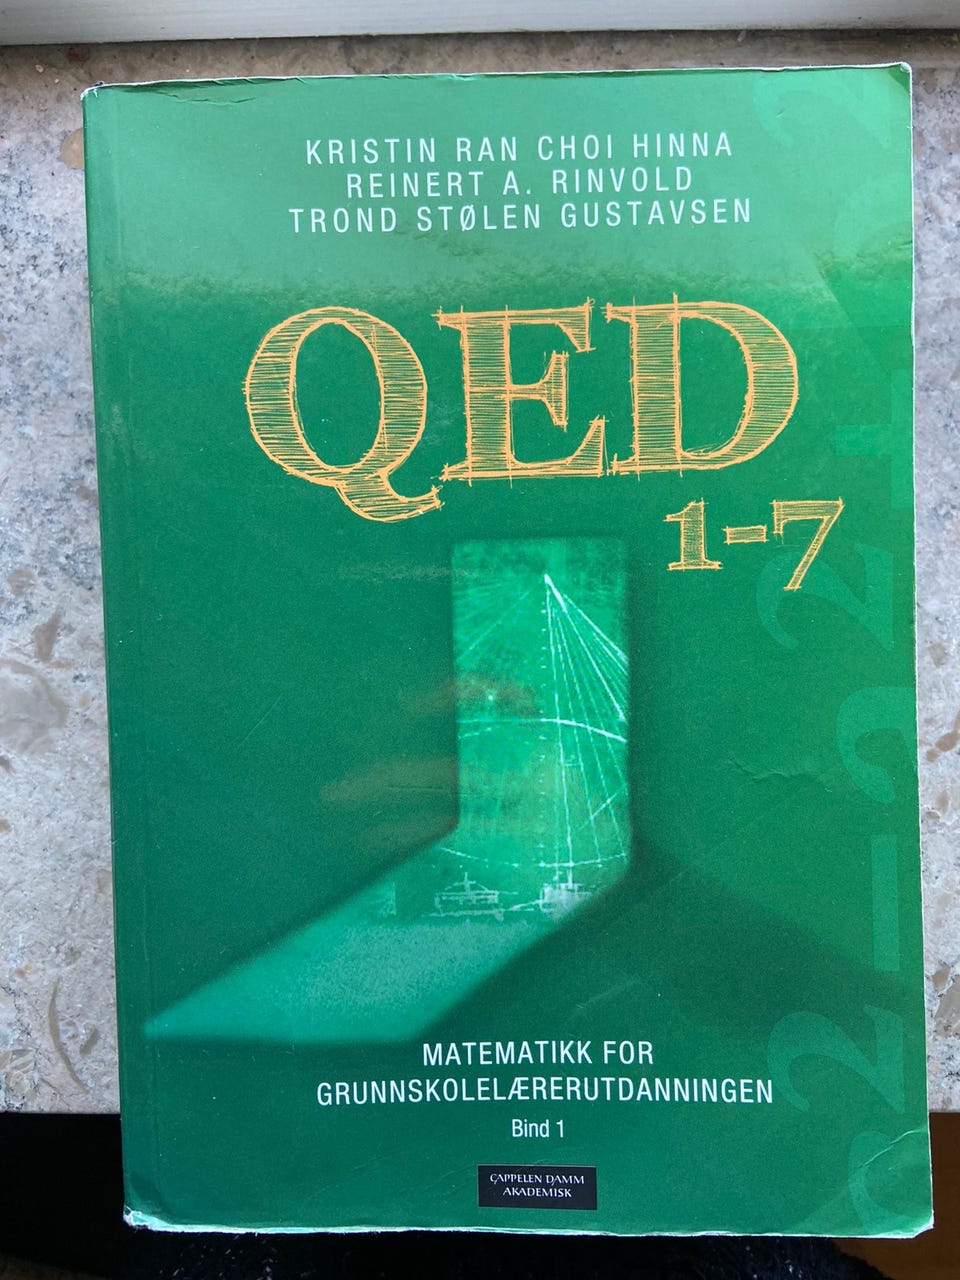 KRISTIN RAN CHOI HINNA
REINERT A. RINVOLD
TROND STØLEN GUSTAVSEN
QED
1-7
MATEMATIKK FOR
GRUNNSKOLELÆRERUTDANNINGEN
Bind 1
CAPPELEN DAMM
AKADEMISK